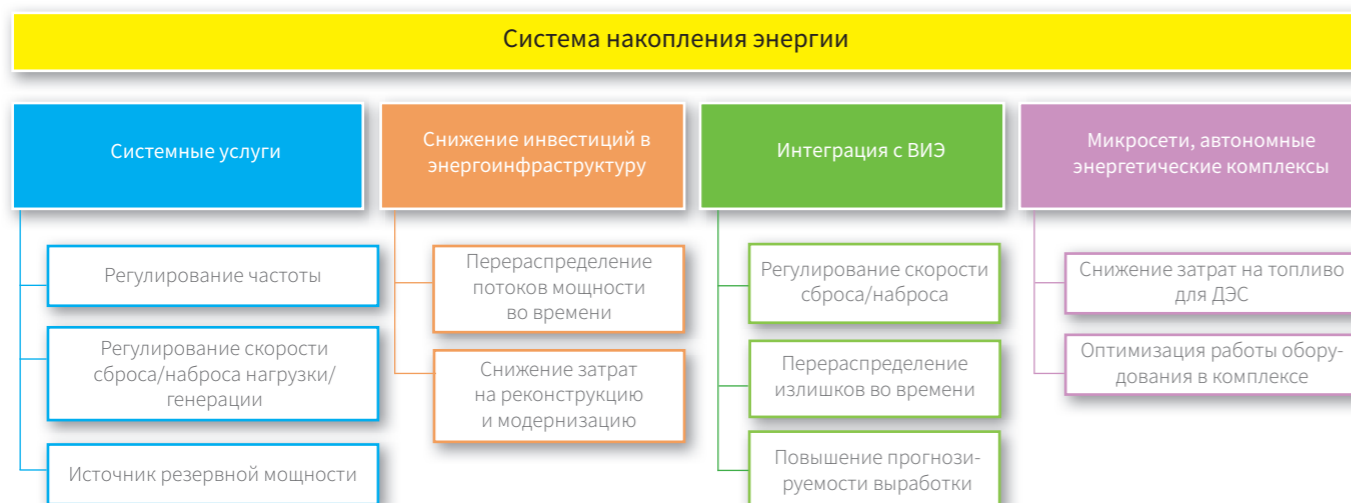 Система накопления энергии
Системные услуги
Регулирование частоты
Регулирование скорости
сброса/наброса нагрузки/
генерации
Источник резервной мощности
Снижение инвестиций в
энергоинфраструктуру
Перераспределение
потоков мощности
во времени
Снижение затрат
на реконструкцию
и модернизацию
Интеграция с ВИЭ
Регулирование скорости
сброса/наброса
Перераспределение
излишков во времени
Повышение прогнози-
руемости выработки
Микросети, автономные
энергетические комплексы
Снижение затрат на топливо
для ДЭС
Оптимизация работы обору-
дования в комплексе